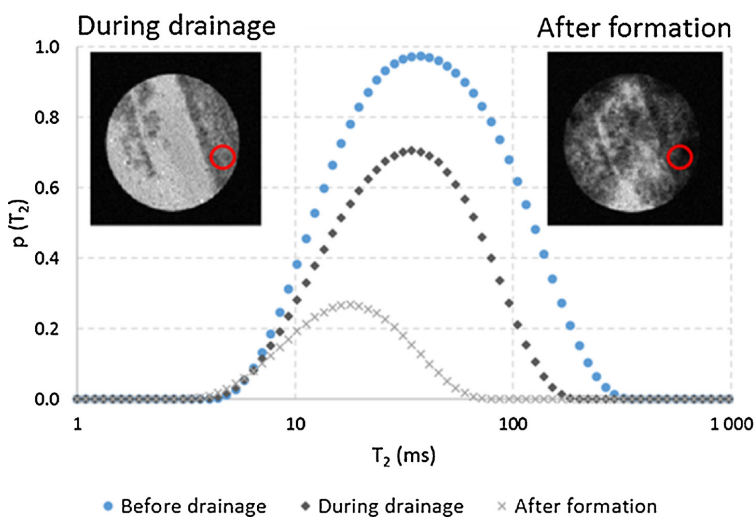 During drainage
After formation
1.0
0.8
0.6
0.4
0.2
0.0
p (T2)
1
10
100
1 000
T2 (ms)
Before drainage
During drainage
After formation